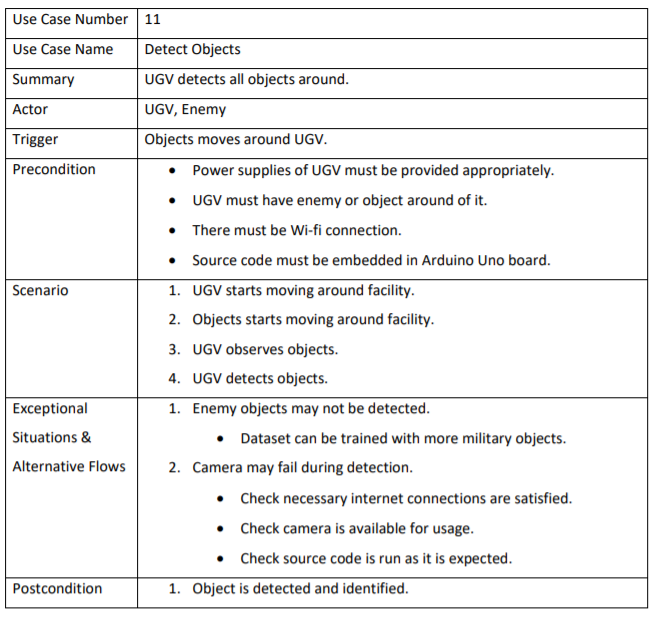 Use Case Number 11
Use Case Name Detect Objects
Summary UGV detects all objects around.
Actor UGV, Enemy
Trigger Objects moves around UGV.
Precondition • Power supplies of UGV must be provided appropriately.
• UGV must have enemy or object around of it.
• There must be Wi-fi connection.
• Source code must be embedded in Arduino Uno board.
Scenario 1. UGV starts moving around facility.
2. Objects starts moving around facility.
3. UGV observes objects.
4. UGV detects objects.
Exceptional 1. Enemy objects may not be detected.
Situations & • Dataset can be trained with more military objects.
Alternative Flows 2. Camera may fail during detection.
• Check necessary internet connections are satisfied.
• Check camera is available for usage.
• Check source code is run as it is expected.
Postcondition 1. Object is detected and identified.